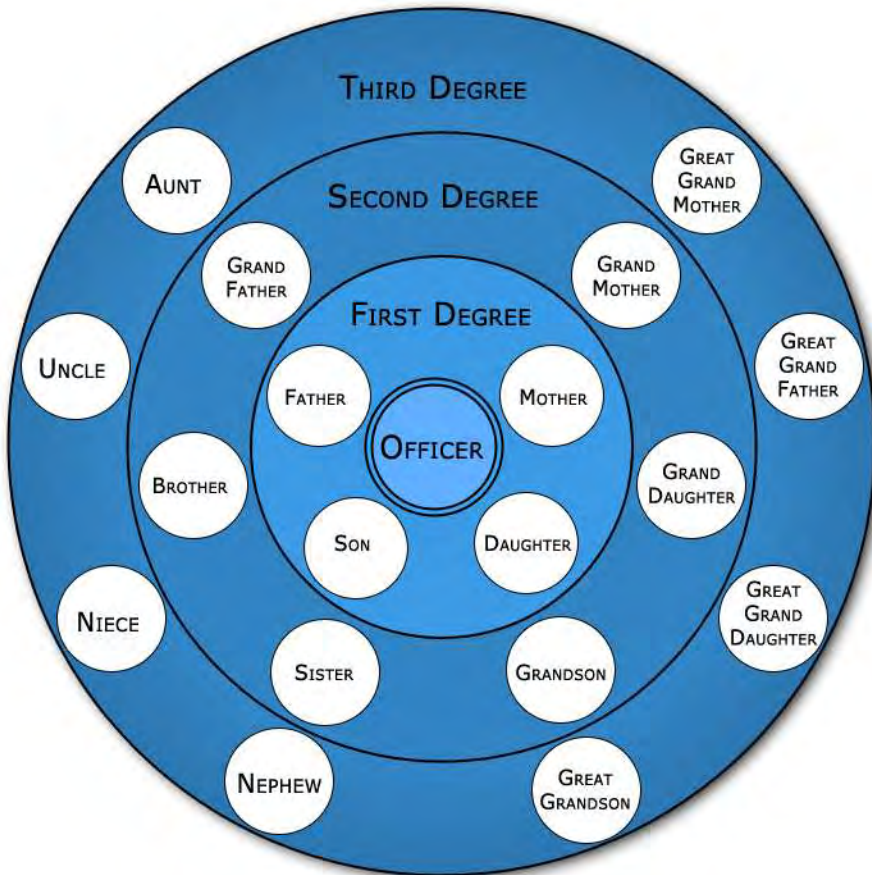 THIRD DEGREE
AUNT
GREAT
GRAND
MOTHER
SECOND DEGREE
GRAND
FATHER
GRAND
MOTHER
FIRST DEGREE
UNCLE
GREAT
GRAND
FATHER
FATHER
MOTHER
OFFICER
BROTHER
GRAND
DAUGHTER
SON
DAUGHTER
NIECE
GREAT
GRAND
DAUGHTER
SISTER
GRANDSON
NEPHEW
GREAT
GRANDSON